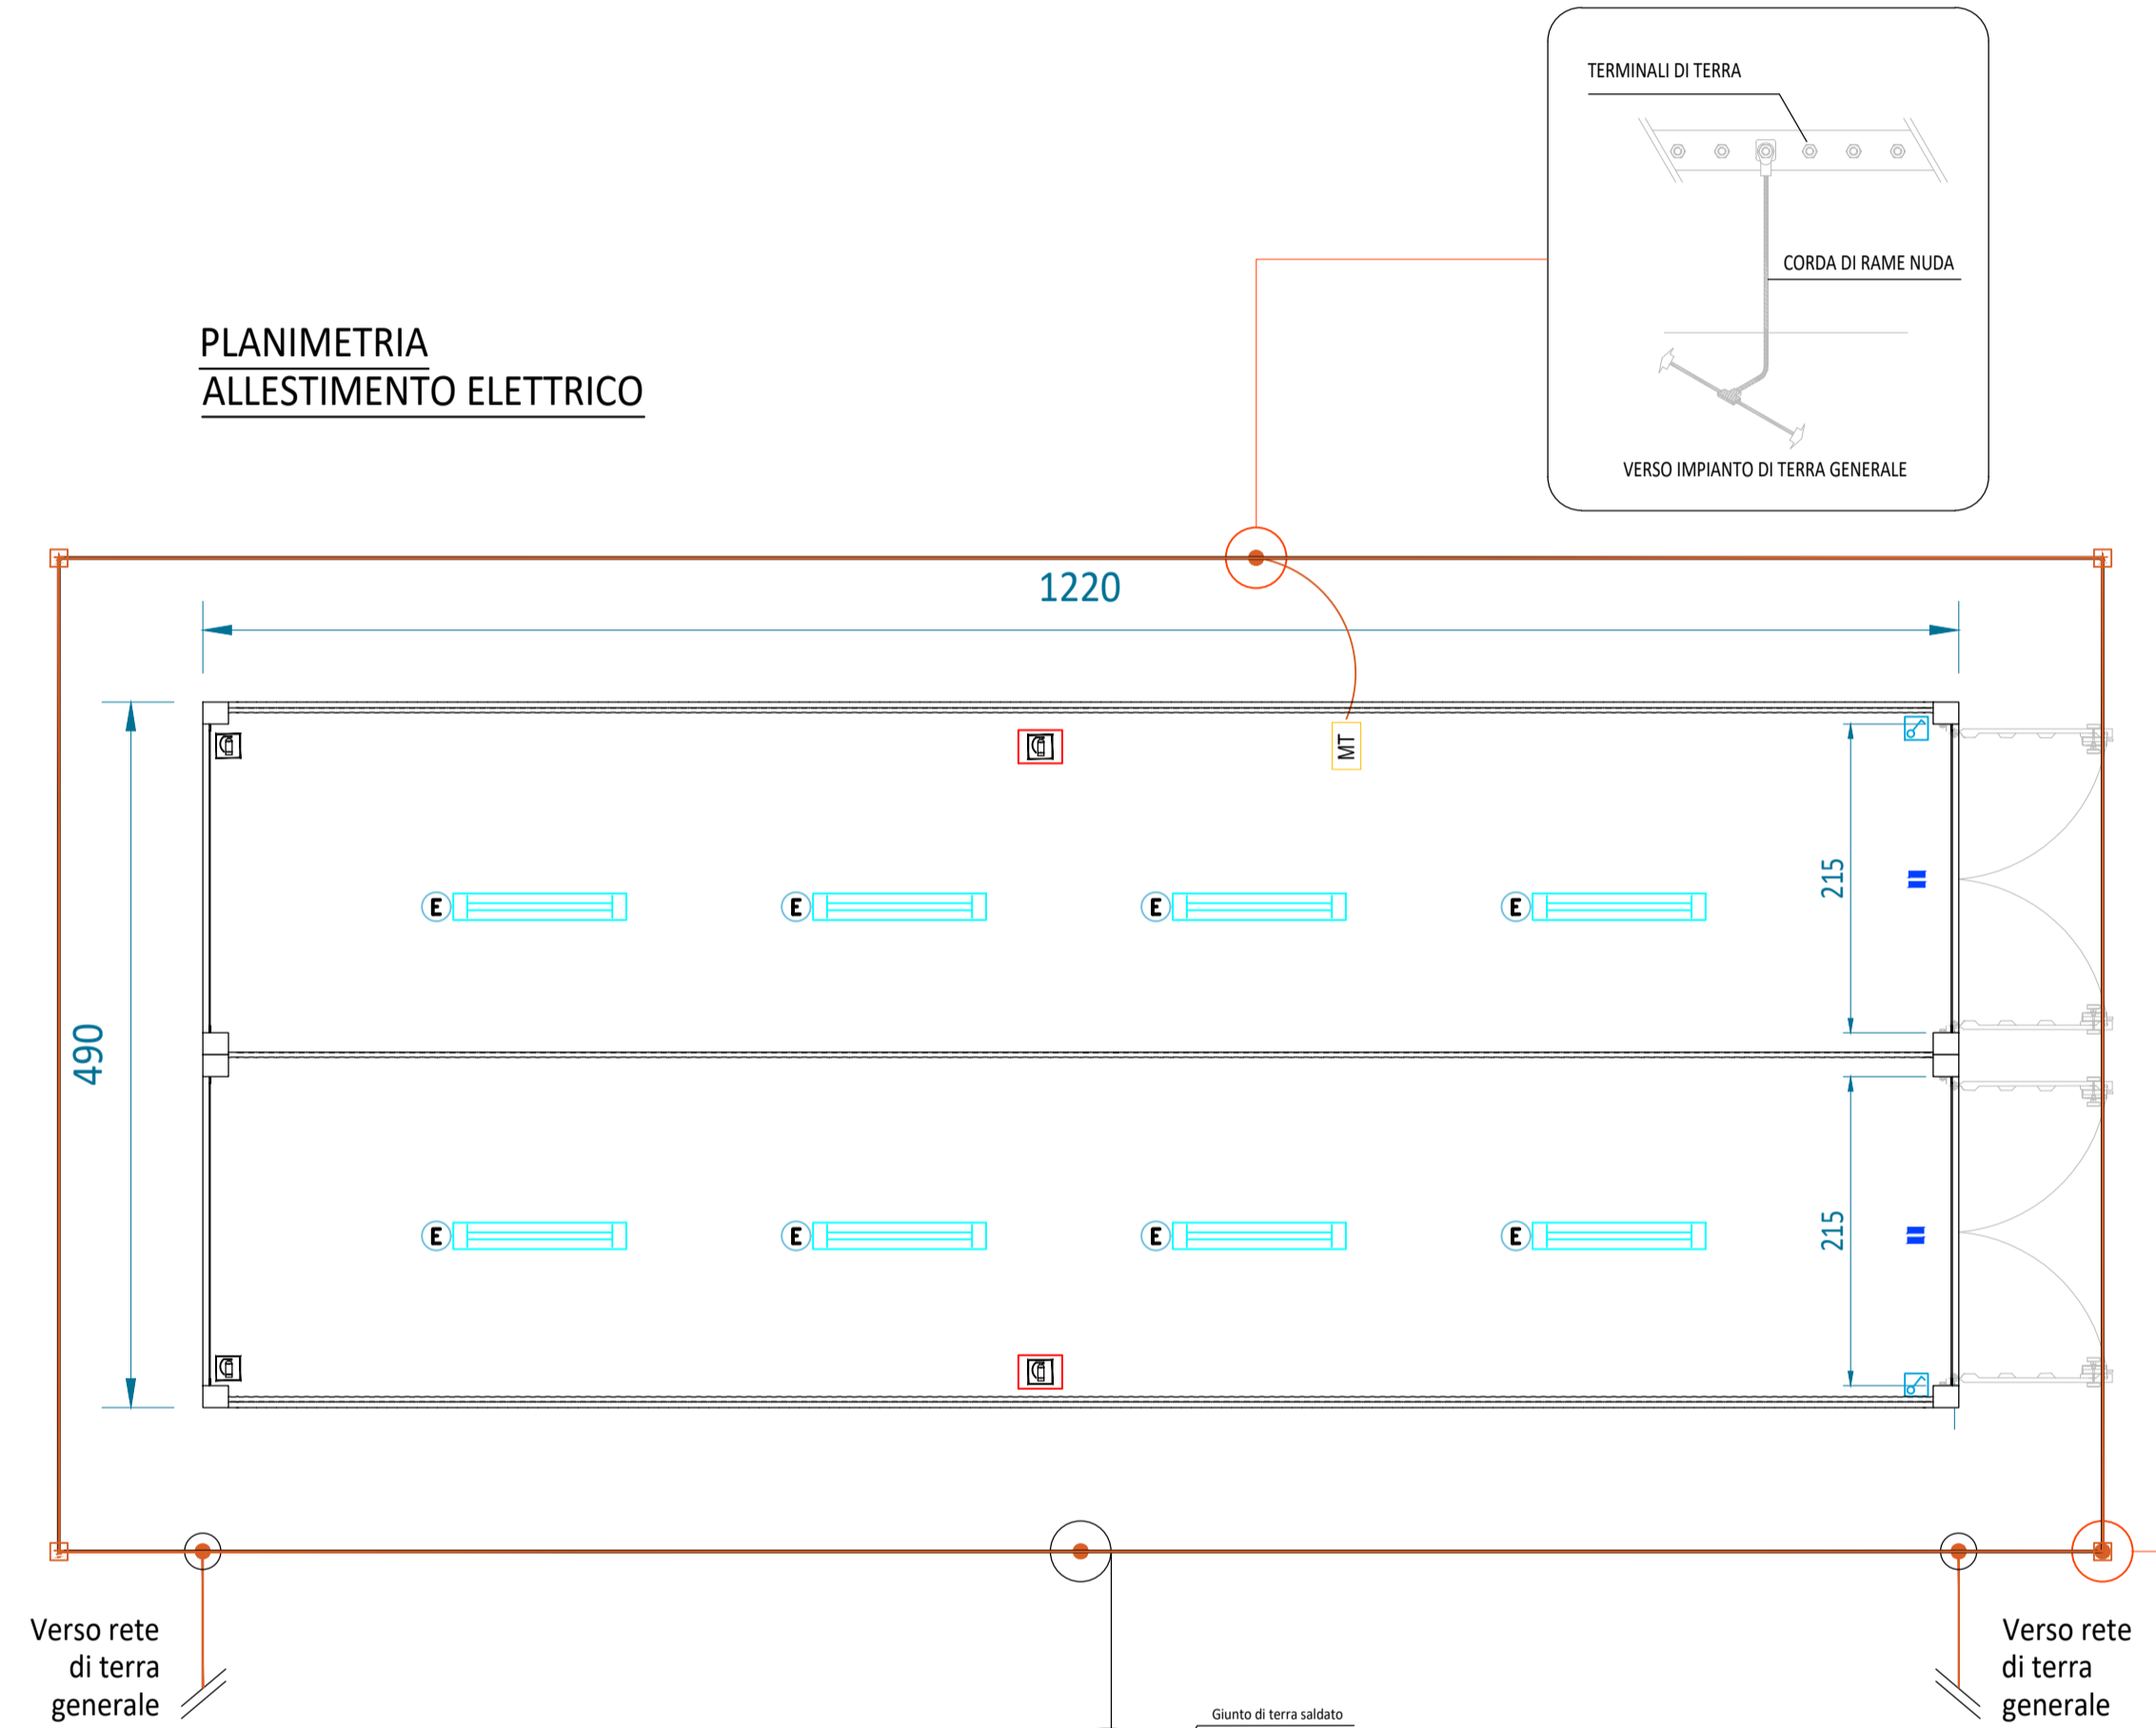 TERMINALI DI TERRA
CORDA DI RAME NUDA
VERSO IMPIANTO DI TERRA GENERALE
PLANIMETRIA
ALLESTIMENTO ELETTRICO
1220
MT
215
E E E E
490
215
E E E E
Verso rete
di terra
generale
Verso rete
di terra
generale
Giunto di terra saldato